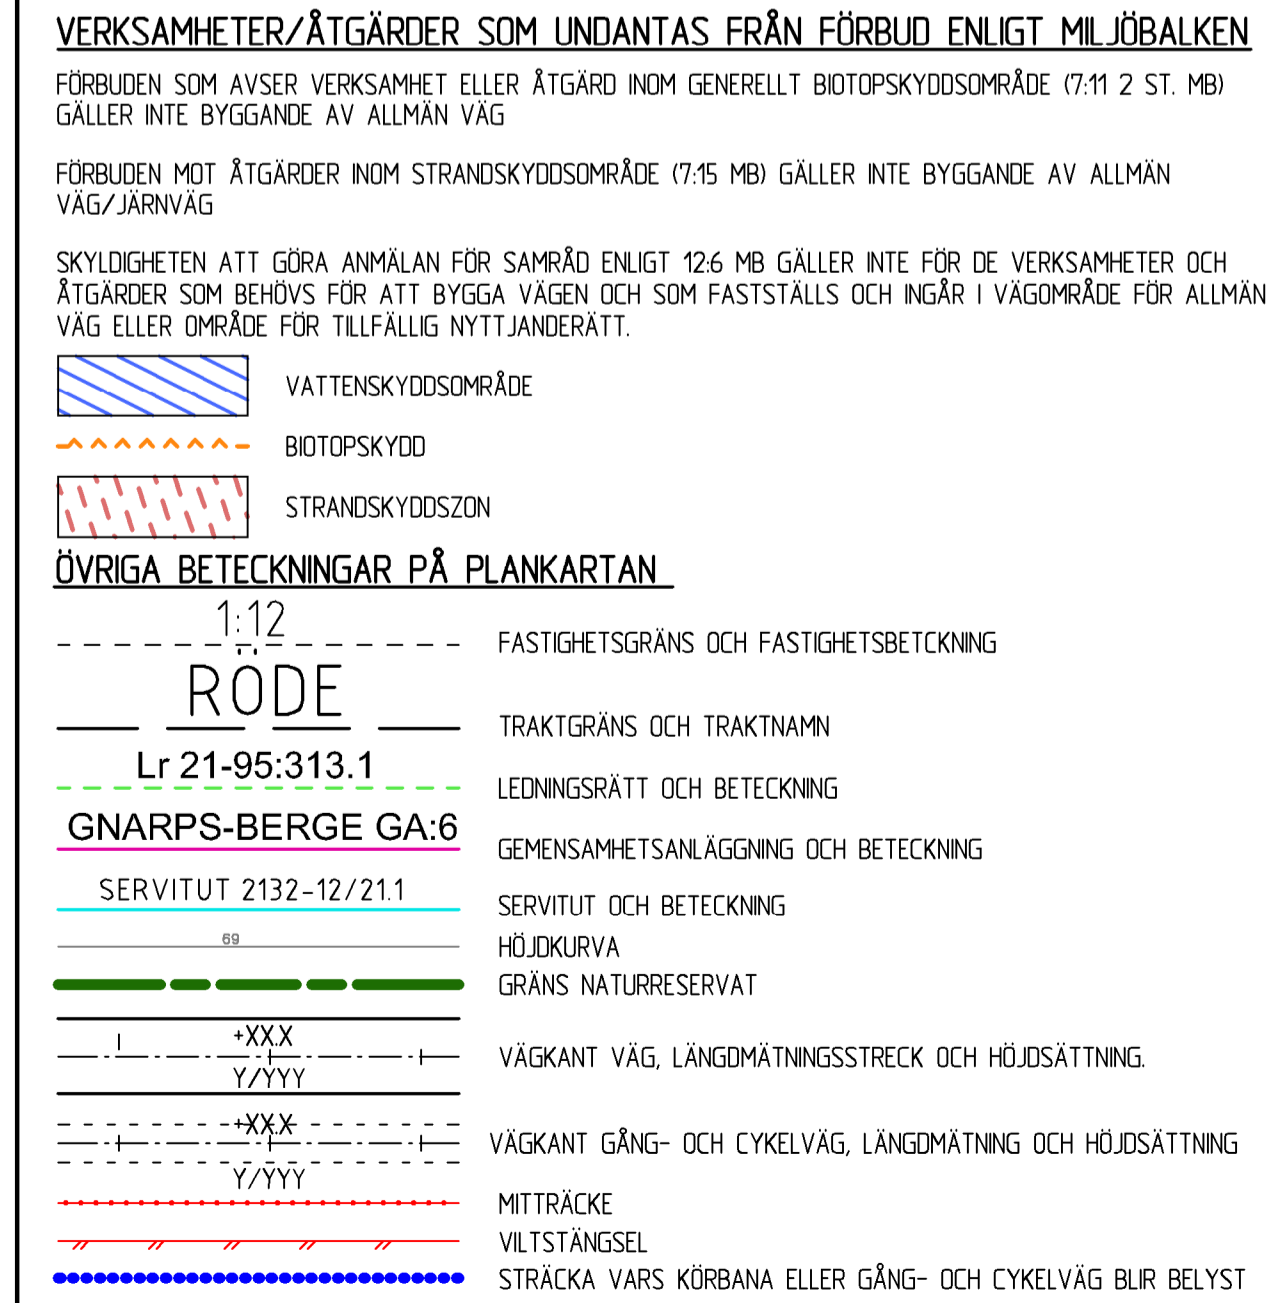 VERKSAMHETER/ÅTGÄRDER SOM UNDANTAS FRÅN FÖRBUD ENLIGT MILJÖBALKEN
FÖRBUDEN SOM AVSER VERKSAMHET ELLER ÅTGÄRD INOM GENERELLT BIOTOPSKYDDSOMRÅDE (7:11 2 ST. MB)
GÄLLER INTE BYGGANDE AV ALLMÄN VÄG
FÖRBUDEN MOT ÅTGÄRDER INOM STRANDSKYDDSOMRÅDE (7:15 MB) GÄLLER INTE BYGGANDE AV ALLMÄN
VÄG/JÄRNVÄG
SKYLDIGHETEN ATT GÖRA ANMÄLAN FÖR SAMRÅD ENLIGT 12:6 MB GÄLLER INTE FÖR DE VERKSAMHETER OCH
ÅTGÄRDER SOM BEHÖVS FÖR ATT BYGGA VÄGEN OCH SOM FASTSTÄLLS OCH INGÅR I VÄGOMRÅDE FÖR ALLMÄN
VÄG ELLER OMRÅDE FÖR TILLFÄLLIG NYTTJANDERÄTT.
VATTENSKYDDSOMRÅDE
BIOTOPSKYDD
STRANDSKYDDSZON
ÖVRIGA BETECKNINGAR PÅ PLANKARTAN
1:12
FASTIGHETSGRÄNS OCH FASTIGHETSBETCKNING
RÖDE
TRAKTGRÄNS OCH TRAKTNAMN
Lr 21-95:313.1
LEDNINGSRÄTT OCH BETECKNING
GNARPS-BERGE GA:6
GEMENSAMHETSANLÄGGNING OCH BETECKNING
SERVITUT 2132-12/21.1
SERVITUT OCH BETECKNING
69
HÖJDKURVA
GRÄNS NATURRESERVAT
+XX.X
VÄGKANT VÄG, LÄNGDMÄTNINGSSTRECK OCH HÖJDSÄTTNING.
Y/YYY
+XX.X
VÄGKANT GÅNG- OCH CYKELVÄG, LÄNGDMÄTNING OCH HÖJDSÄTTNING
Y/YYY
MITTRÄCKE
VILTSTÄNGSEL
STRÄCKA VARS KÖRBANA ELLER GÅNG- OCH CYKELVÄG BLIR BELYST